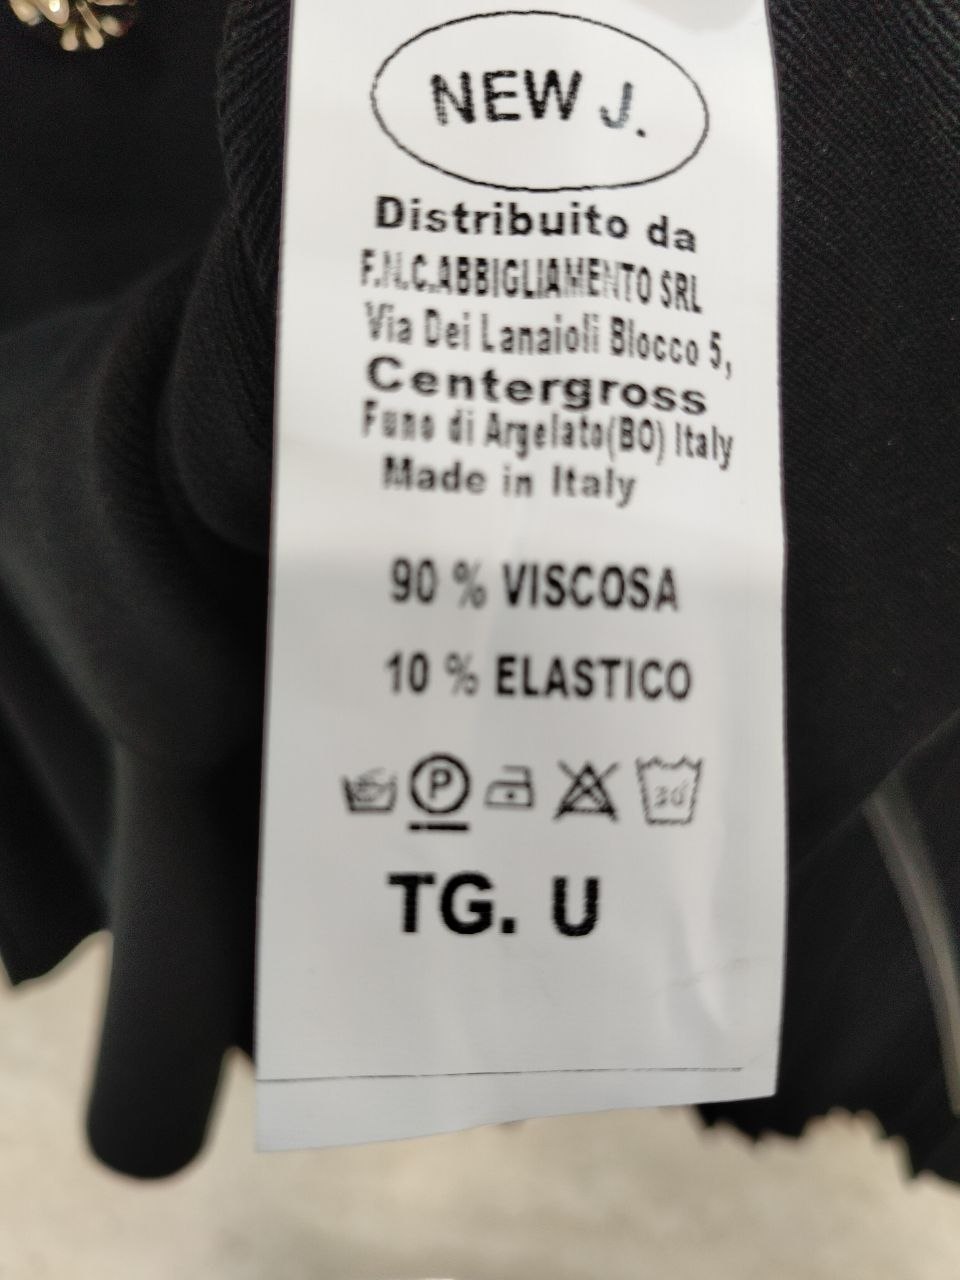 NEW J.
Distribuito da
F.N.C.ABBIGLIAMENTO SRL
Via Dei Lanaioli Blocco 5,
Centergross
Funo di Argelato(BO) Italy
Made in Italy
90 % VISCOSA
10 % ELASTICO
P 30°
TG. U